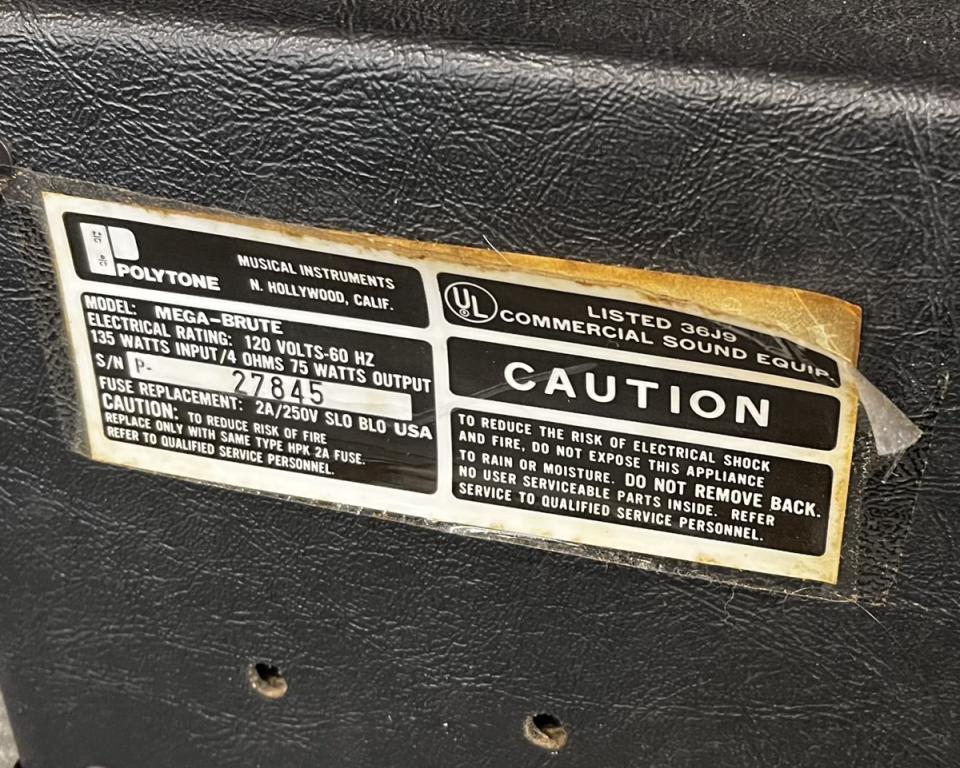 POLYTONE
MUSICAL INSTRUMENTS
N. HOLLYWOOD, CALIF.
MODEL: MEGA-BRUTE
ELECTRICAL RATING: 120 VOLTS-60 HZ
135 WATTS INPUT/4 OHMS 75 WATTS OUTPUT
S/N P- 27845
FUSE REPLACEMENT: 2A/250V SLO BLO USA
CAUTION: TO REDUCE RISK OF FIRE
REPLACE ONLY WITH SAME TYPE HPK 2A FUSE.
REFER TO QUALIFIED SERVICE PERSONNEL.
UL
LISTED 36J9
COMMERCIAL SOUND EQUIP.
CAUTION
TO REDUCE THE RISK OF ELECTRICAL SHOCK
AND FIRE, DO NOT EXPOSE THIS APPLIANCE
TO RAIN OR MOISTURE. DO NOT REMOVE BACK.
NO USER SERVICEABLE PARTS INSIDE. REFER
SERVICE TO QUALIFIED SERVICE PERSONNEL.